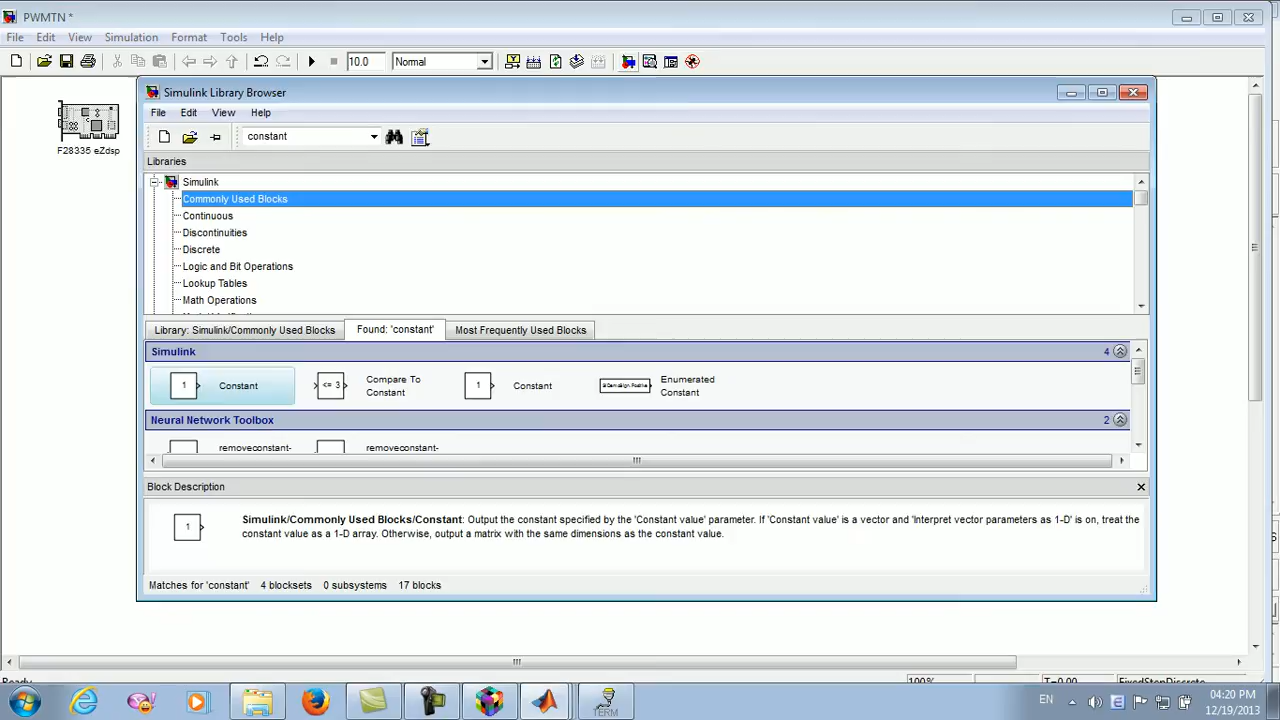 PWMTN *
File Edit View Simulation Format Tools Help
10.0 Normal
Simulink Library Browser
F28335 eZdsp
File Edit View Help
constant
Libraries
Simulink
Commonly Used Blocks
Continuous
Discontinuities
Discrete
Logic and Bit Operations
Lookup Tables
Math Operations
Library: Simulink/Commonly Used Blocks Found: 'constant' Most Frequently Used Blocks
Simulink 4
1 Constant
<= 3 Compare To
Constant
1 Constant
Enumerated
Constant
Neural Network Toolbox 2
removeconstant- removeconstant-
Block Description
1
Simulink/Commonly Used Blocks/Constant: Output the constant specified by the 'Constant value' parameter. If 'Constant value' is a vector and 'Interpret vector parameters as 1-D' is on, treat the
constant value as a 1-D array. Otherwise, output a matrix with the same dimensions as the constant value.
Matches for 'constant' 4 blocksets 0 subsystems 17 blocks
Ready 100% T=0.00 FixedStepDiscrete
TERM
EN 04:20 PM
12/19/2013